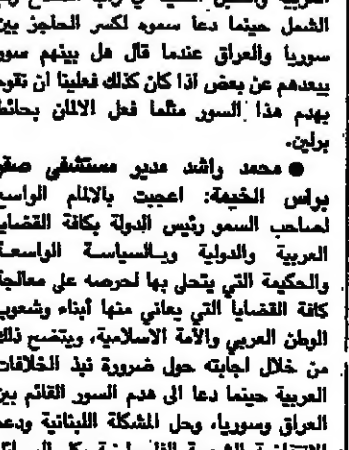 الشمل حينما دعا سموه لكسر الحاجز بين
سوريا والعراق عندما قال هل بينهم سور
يبعدهم عن بعض اذا كان كذلك فعلينا ان نقوم
بهدم هذا السور مثلما فعل الالمان بحائط
برلين.
● محمد راشد مدير مستشفى صقر
براس الخيمة: اعجبت بالالمام الواسع
لصاحب السمو رئيس الدولة بكافة القضايا
العربية والدولية وبالسياسة الواسعة
والحكيمة التي يتحلى بها لحرصه على معالجة
كافة القضايا التي يعاني منها أبناء وشعوب
الوطن العربي والأمة الاسلامية، ويتضح ذلك
من خلال اجابته حول ضرورة نبذ الخلافات
العربية حينما دعا الى هدم السور القائم بين
العراق وسوريا، وحل المشكلة اللبنانية ودعم